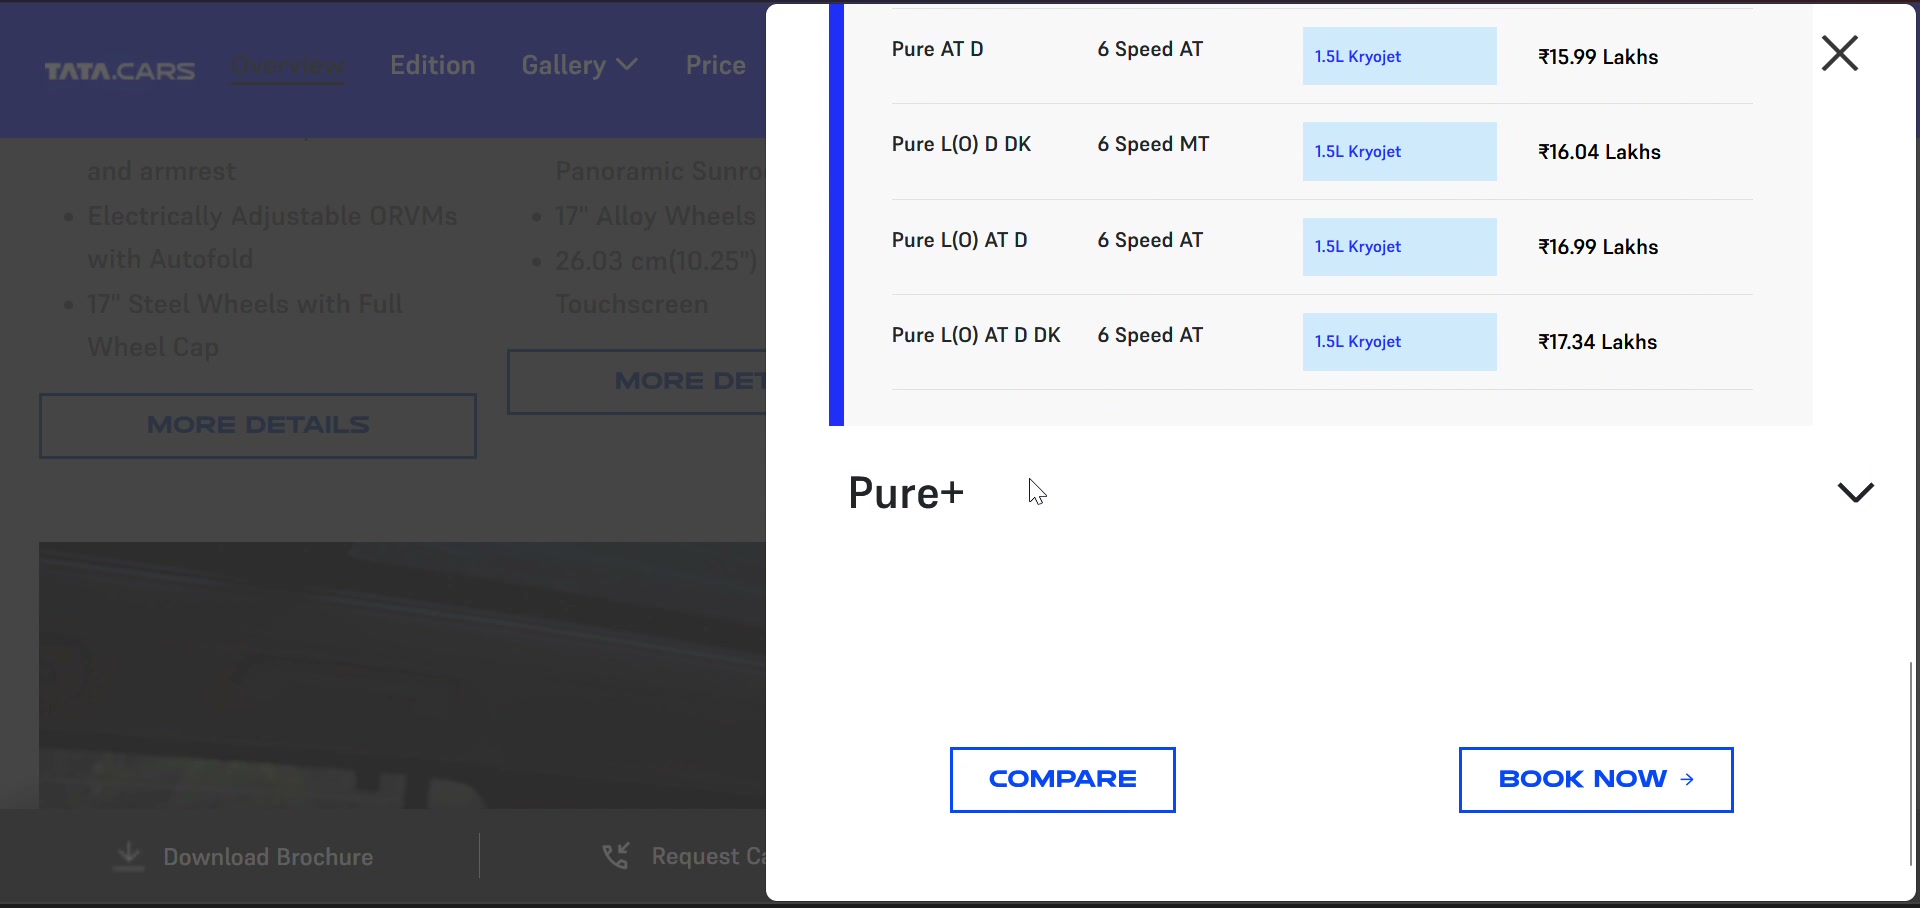 TATA.CARS
Overview
Edition
Gallery
Price
and armrest
• Electrically Adjustable ORVMs
with Autofold
• 17" Steel Wheels with Full
Wheel Cap
MORE DETAILS
Panoramic Sunro
• 17" Alloy Wheels
• 26.03 cm(10.25")
Touchscreen
MORE DET
Download Brochure
Request Ca
Pure AT D 6 Speed AT 1.5L Kryojet ₹15.99 Lakhs
Pure L(O) D DK 6 Speed MT 1.5L Kryojet ₹16.04 Lakhs
Pure L(O) AT D 6 Speed AT 1.5L Kryojet ₹16.99 Lakhs
Pure L(O) AT D DK 6 Speed AT 1.5L Kryojet ₹17.34 Lakhs
Pure+
COMPARE
BOOK NOW →